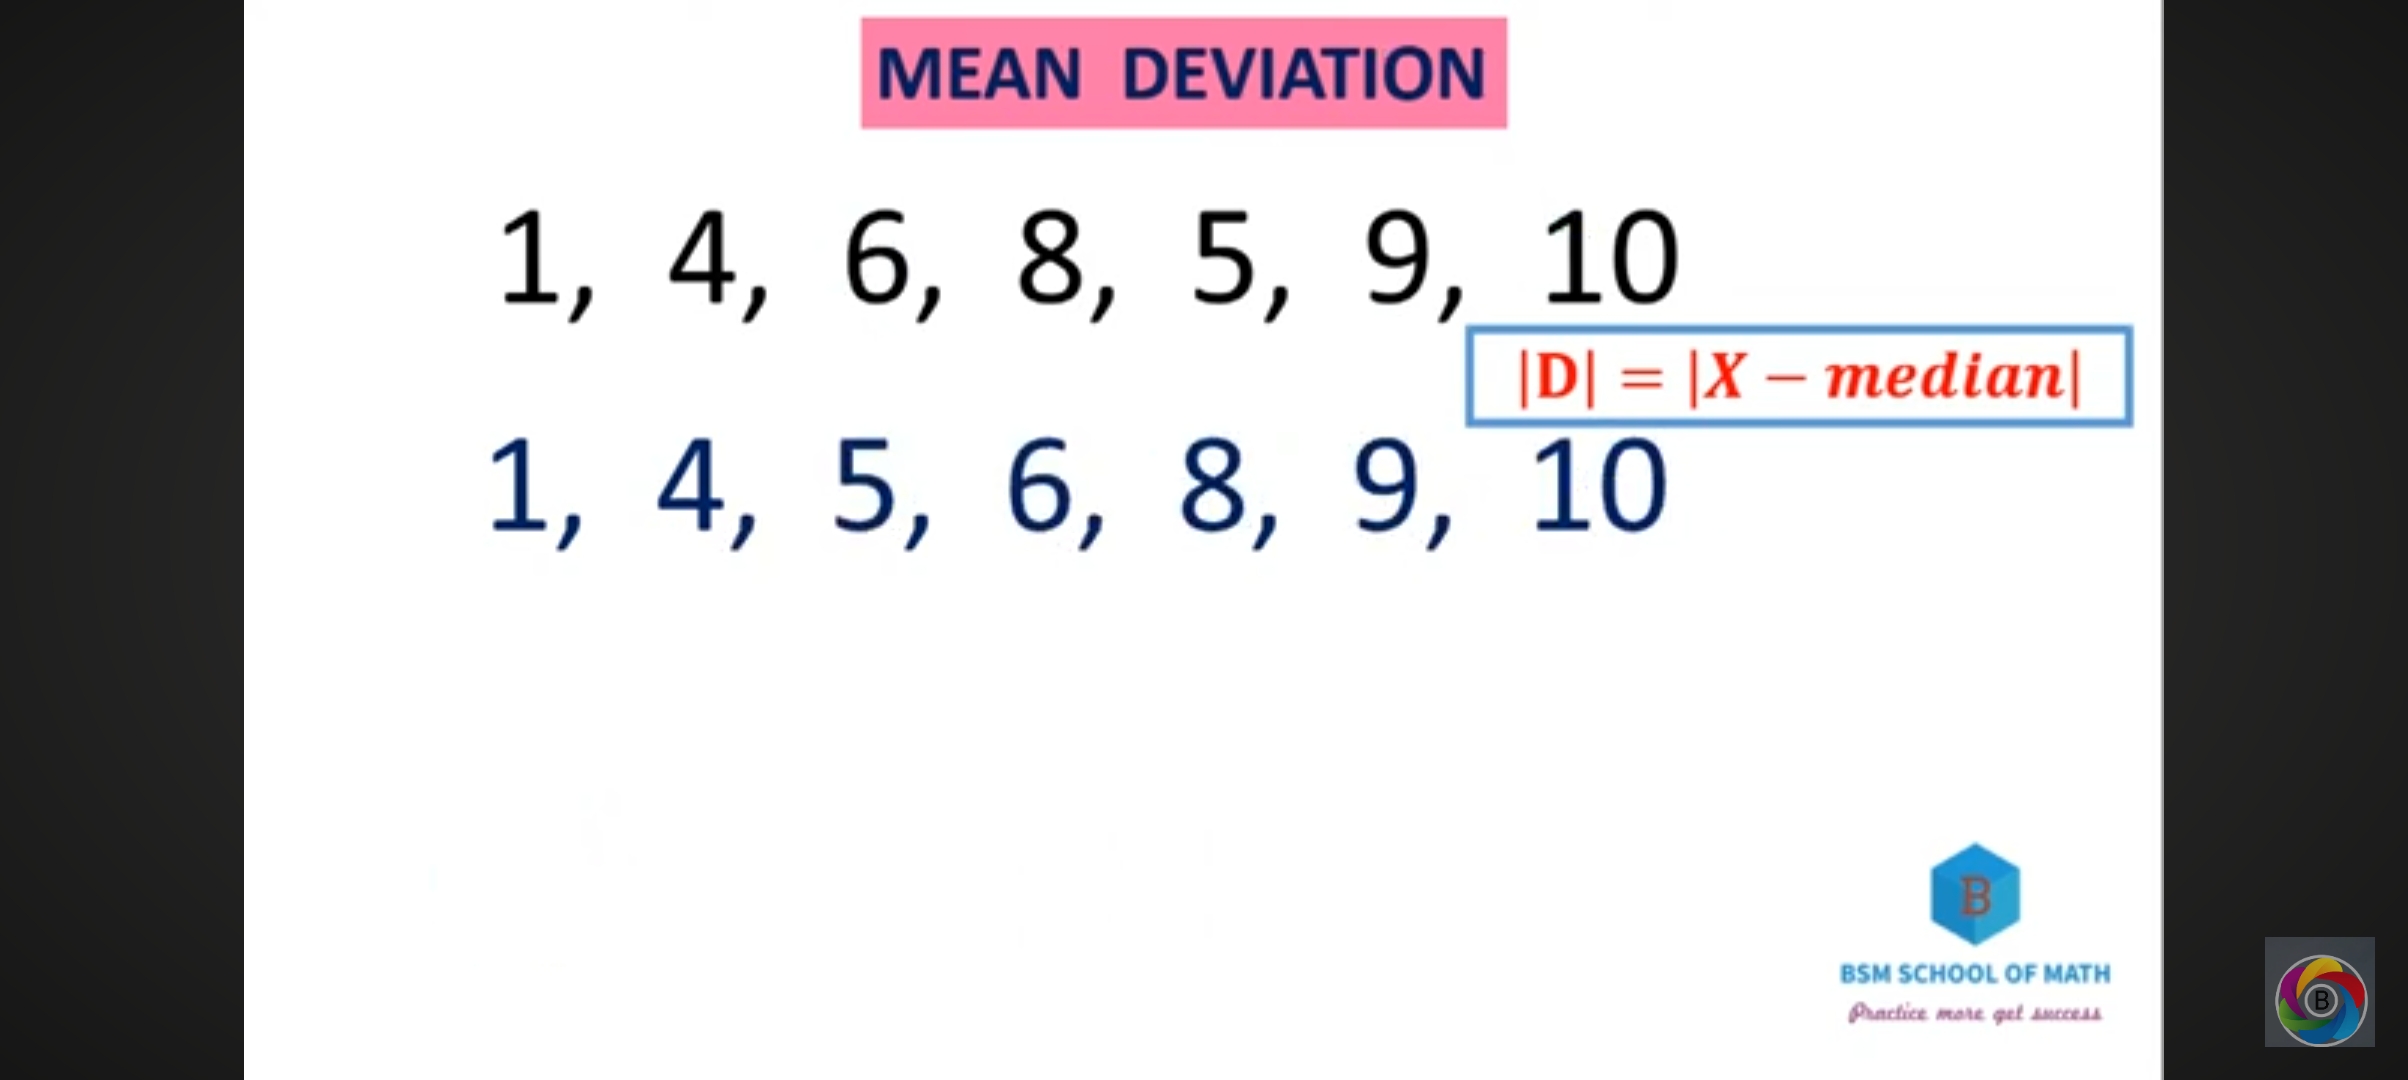 MEAN DEVIATION
1, 4, 6, 8, 5, 9, 10
|D| = |X − median|
1, 4, 5, 6, 8, 9, 10
B
BSM SCHOOL OF MATH
Practice more get success
B